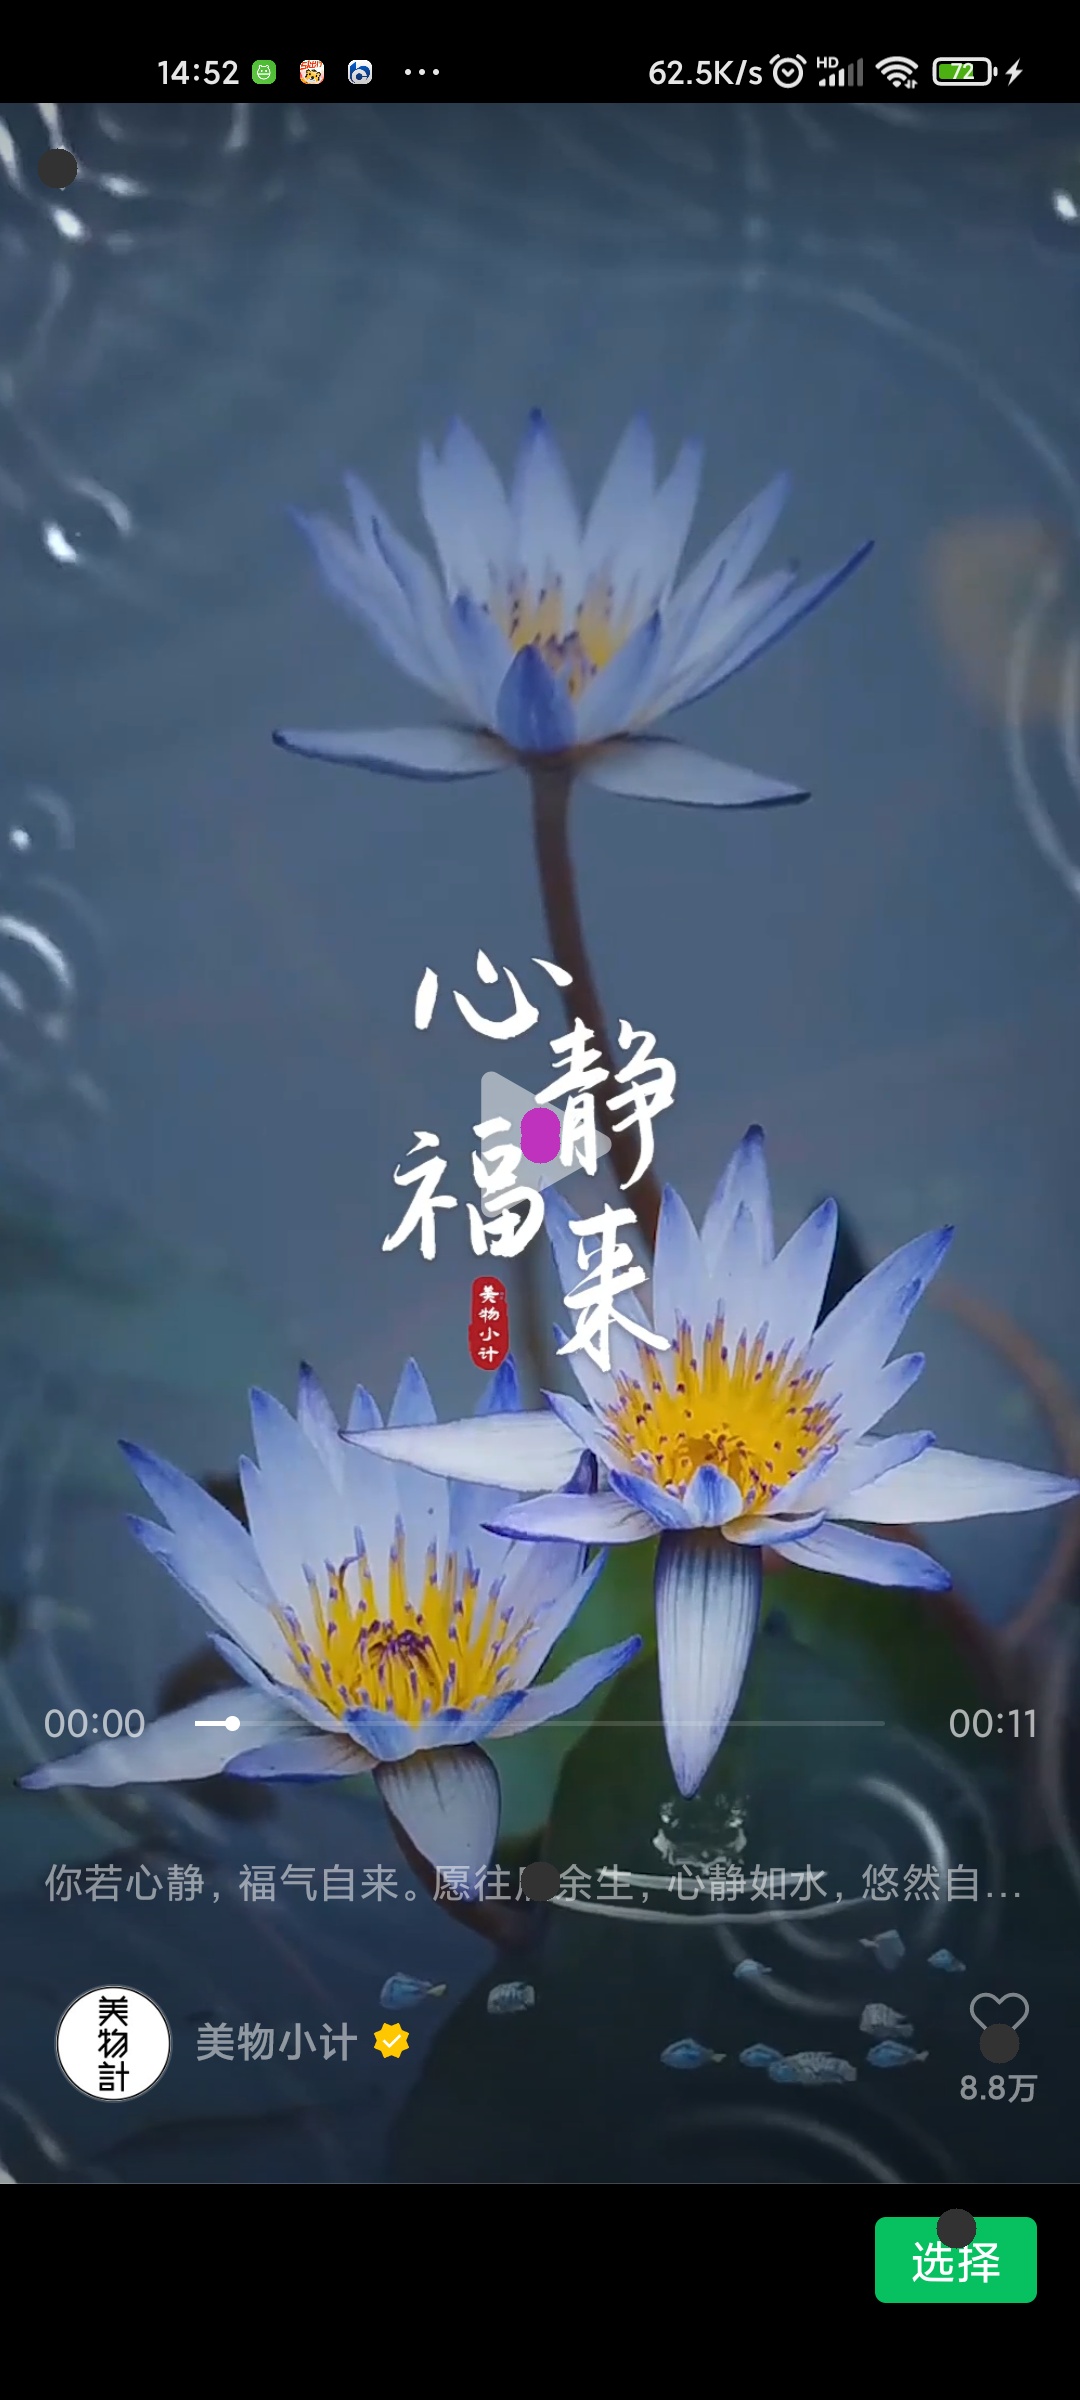 14:52
62.5K/s
HD
72
心静
福来
美物小计
00:00
00:11
你若心静，福气自来。愿往 余生，心静如水，悠然自...
美物計
美物小计
8.8万
选择